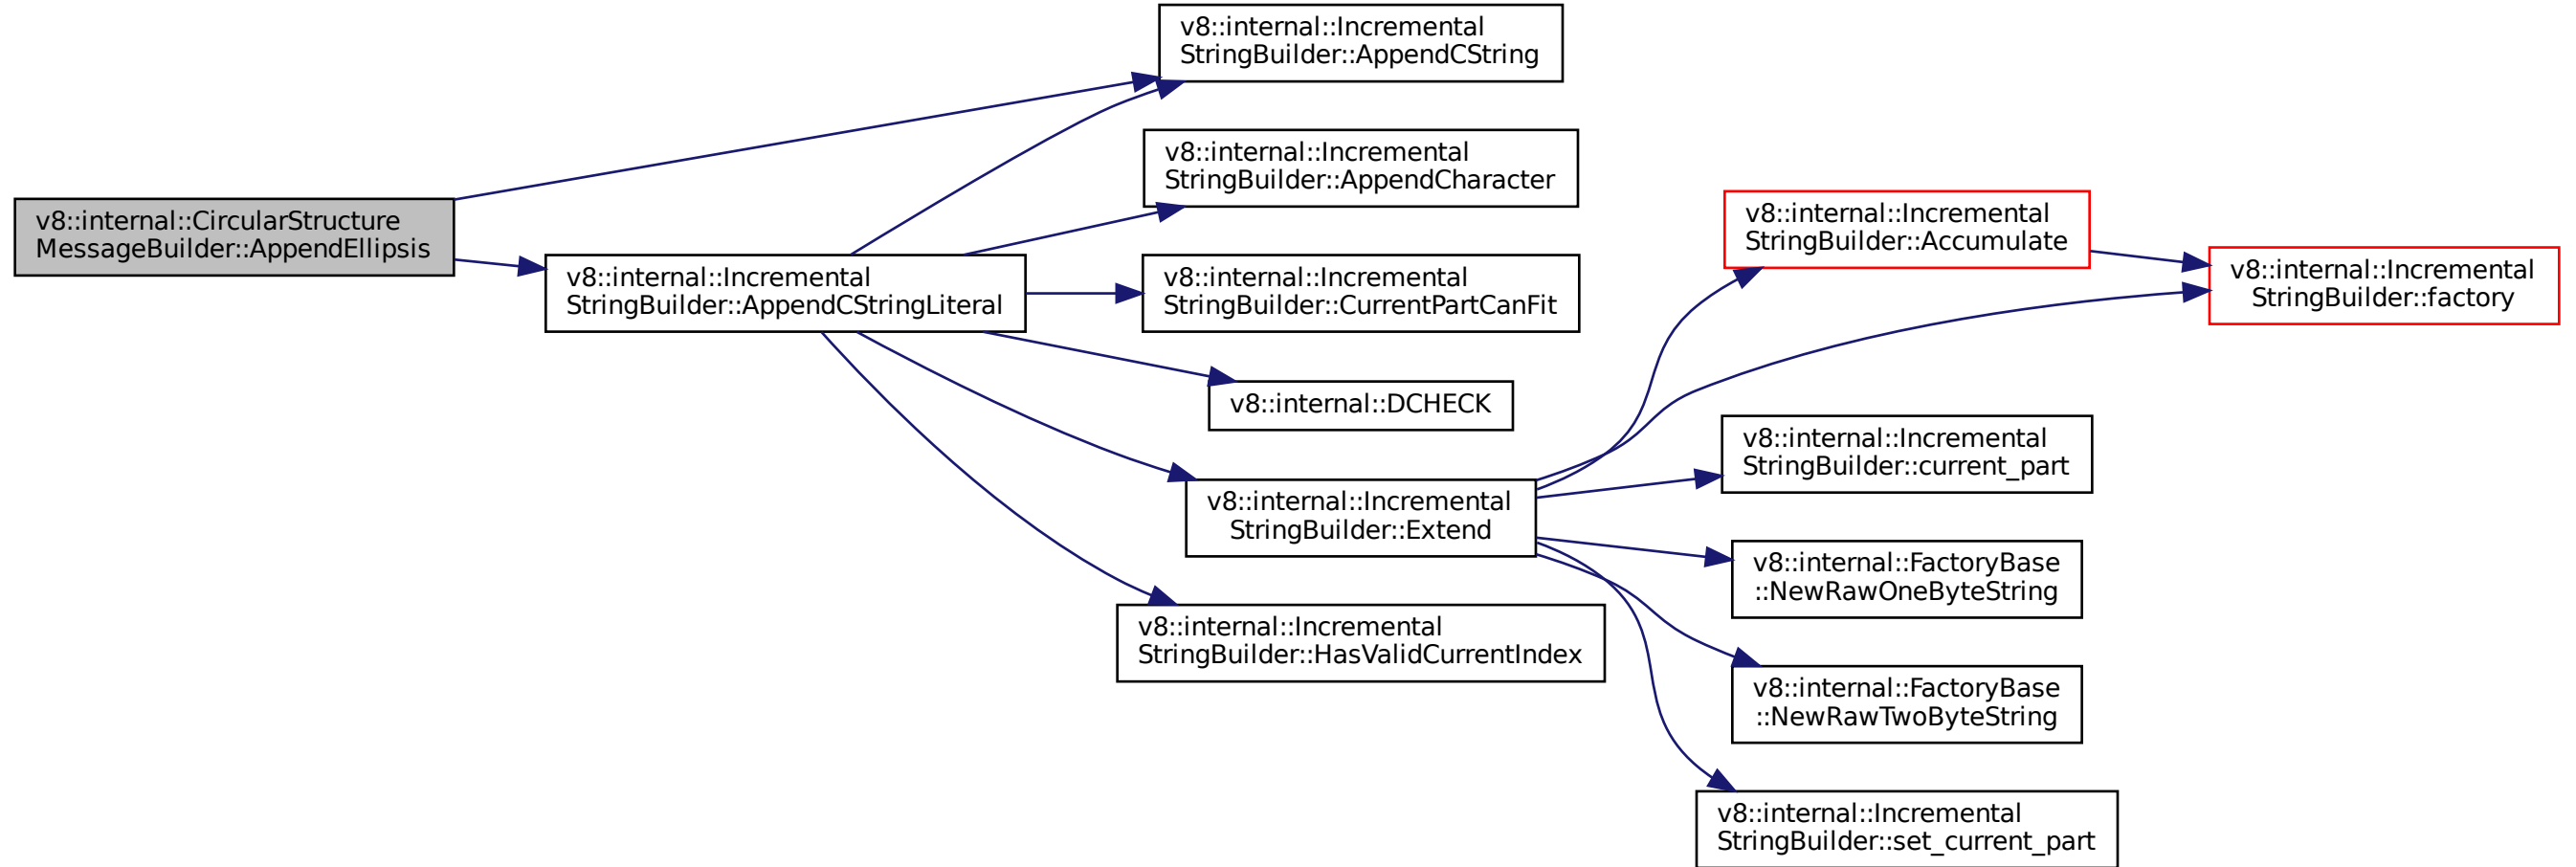 v8::internal::Incremental
StringBuilder::AppendCString
v8::internal::Incremental
StringBuilder::AppendCharacter
v8::internal::CircularStructure
MessageBuilder::AppendEllipsis
v8::internal::Incremental
StringBuilder::AppendCStringLiteral
v8::internal::Incremental
StringBuilder::CurrentPartCanFit
v8::internal::DCHECK
v8::internal::Incremental
StringBuilder::Extend
v8::internal::Incremental
StringBuilder::HasValidCurrentIndex
v8::internal::Incremental
StringBuilder::Accumulate
v8::internal::Incremental
StringBuilder::factory
v8::internal::Incremental
StringBuilder::current_part
v8::internal::FactoryBase
::NewRawOneByteString
v8::internal::FactoryBase
::NewRawTwoByteString
v8::internal::Incremental
StringBuilder::set_current_part